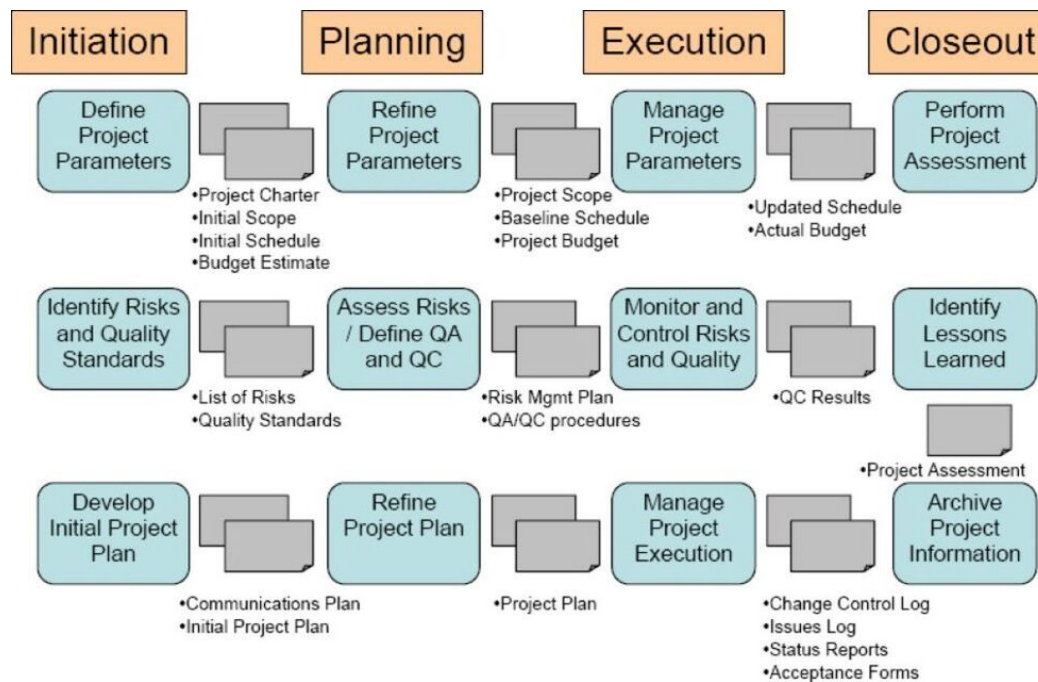 Initiation
Planning
Execution
Closeout
Define
Project
Parameters
Refine
Project
Parameters
Manage
Project
Parameters
Perform
Project
Assessment
•Project Charter
•Initial Scope
•Initial Schedule
•Budget Estimate
•Project Scope
•Baseline Schedule
•Project Budget
•Updated Schedule
•Actual Budget
Identify Risks
and Quality
Standards
Assess Risks
/ Define QA
and QC
Monitor and
Control Risks
and Quality
Identify
Lessons
Learned
•List of Risks
•Quality Standards
•Risk Mgmt Plan
•QA/QC procedures
•QC Results
•Project Assessment
Develop
Initial Project
Plan
Refine
Project Plan
Manage
Project
Execution
Archive
Project
Information
•Communications Plan
•Initial Project Plan
•Project Plan
•Change Control Log
•Issues Log
•Status Reports
•Acceptance Forms